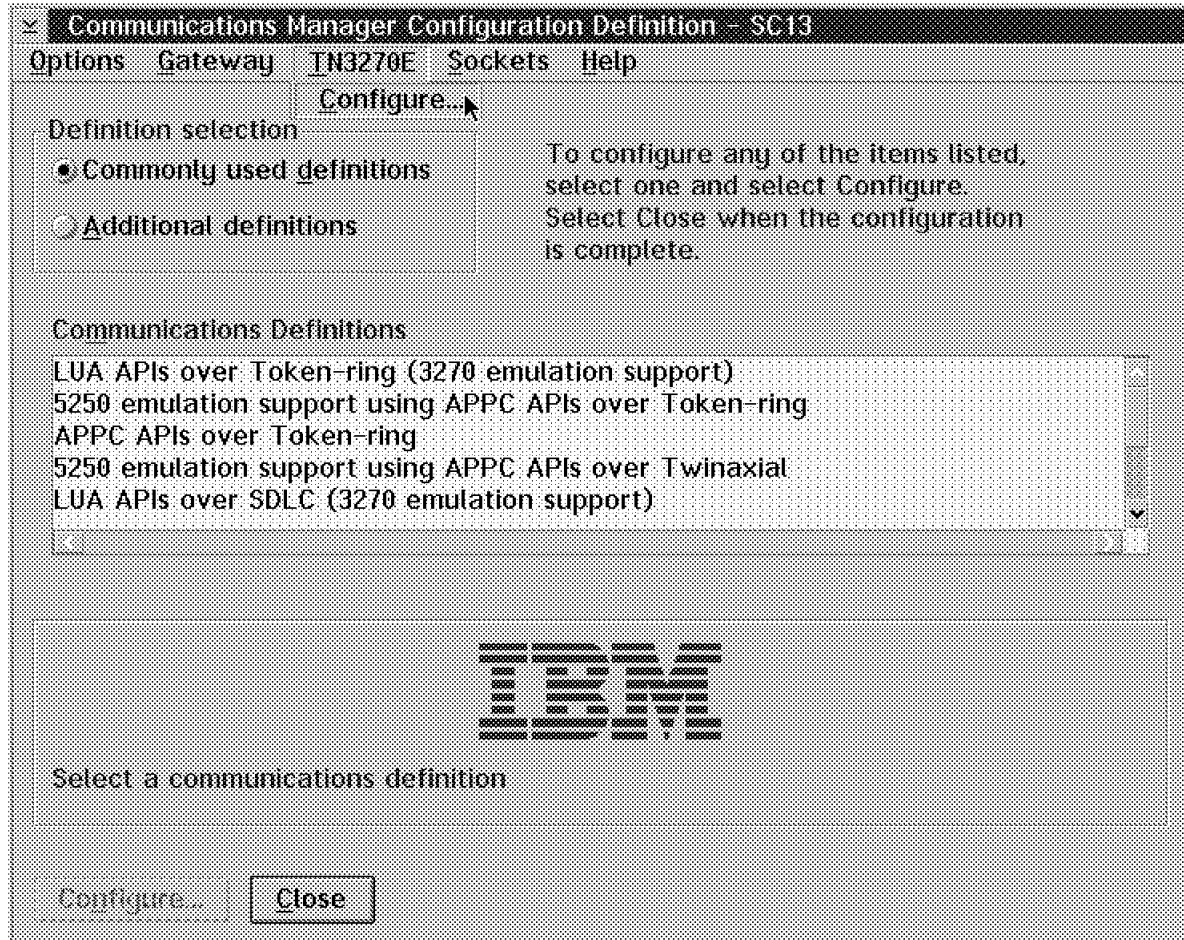 Communications Manager Configuration Definition - SC13
Options Gateway TN3270E Sockets Help
Configure...
Definition selection
Commonly used definitions
Additional definitions
To configure any of the items listed,
select one and select Configure.
Select Close when the configuration
is complete.
Communications Definitions
LUA APIs over Token-ring (3270 emulation support)
5250 emulation support using APPC APIs over Token-ring
APPC APIs over Token-ring
5250 emulation support using APPC APIs over Twinaxial
LUA APIs over SDLC (3270 emulation support)
IBM
Select a communications definition
Configure... Close